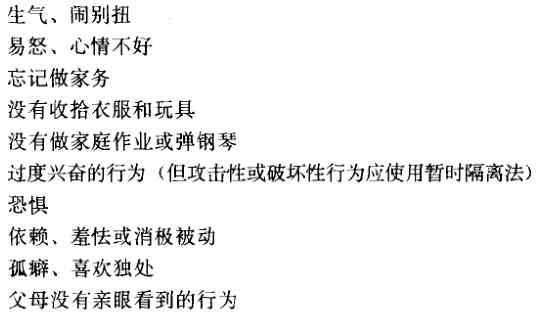 生气、闹别扭
易怒、心情不好
忘记做家务
没有收拾衣服和玩具
没有做家庭作业或弹钢琴
过度兴奋的行为（但攻击性或破坏性行为应使用暂时隔离法）
恐惧
依赖、羞怯或消极被动
孤癖、喜欢独处
父母没有亲眼看到的行为